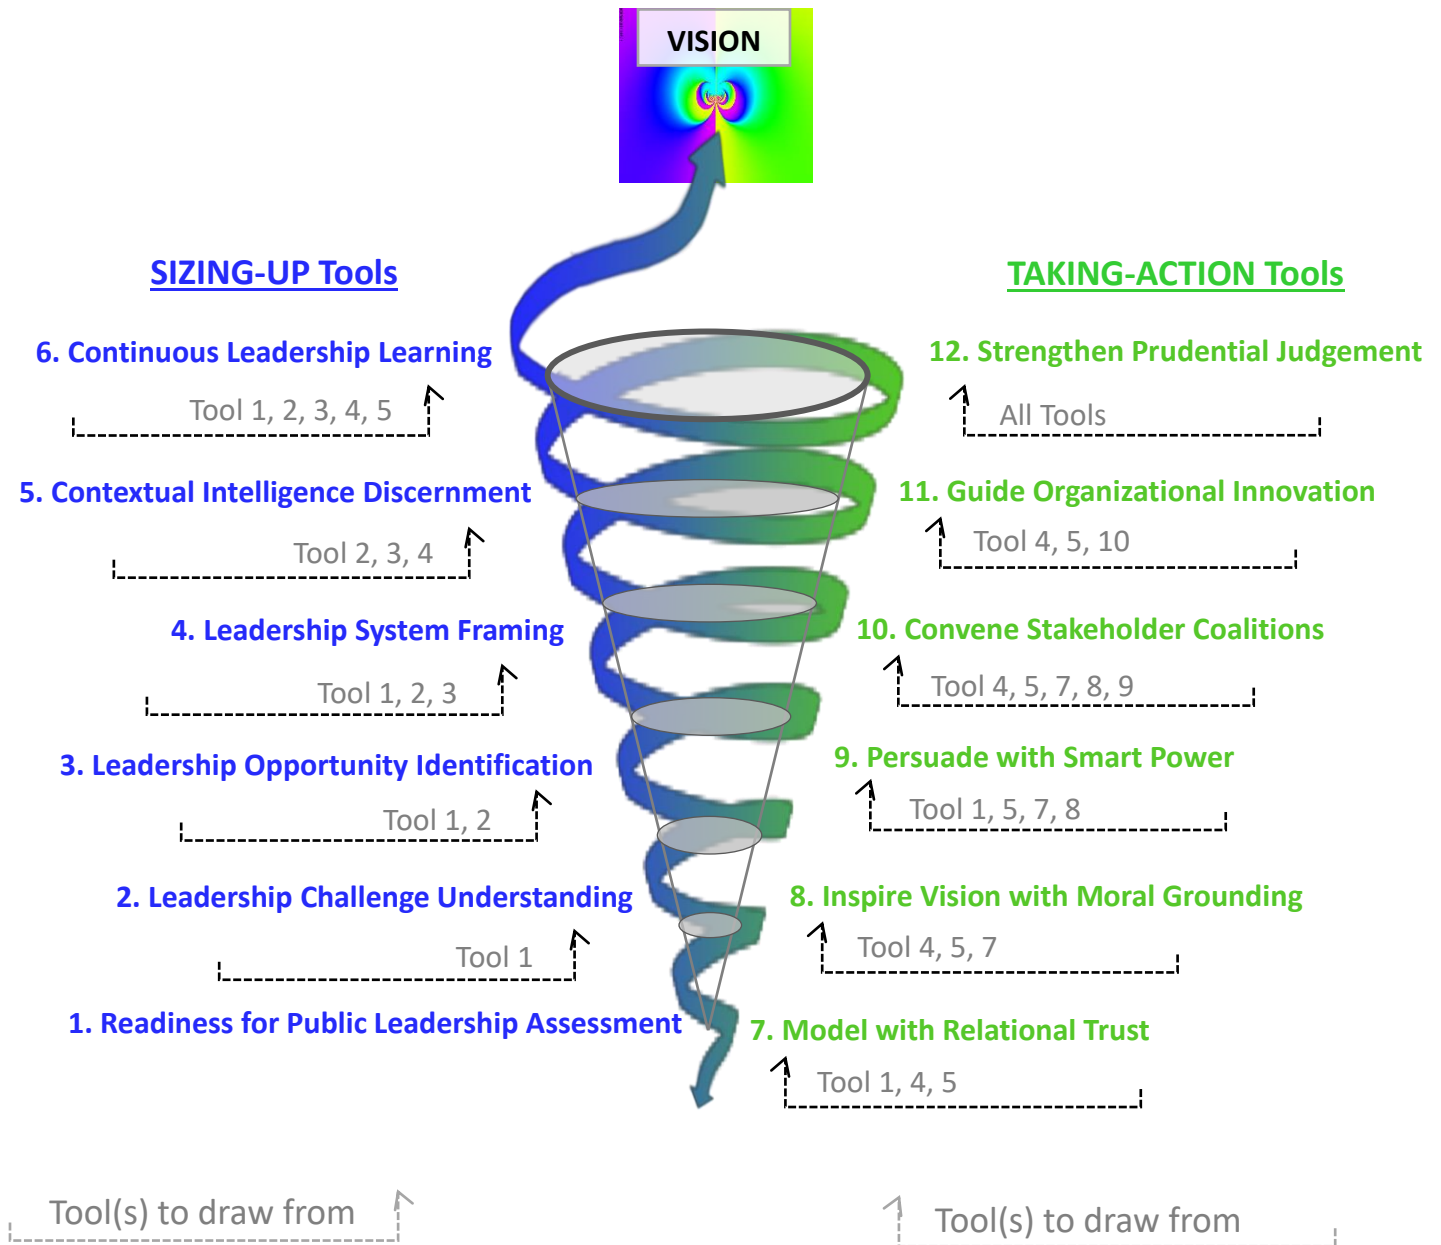 VISION
SIZING-UP Tools
6. Continuous Leadership Learning
Tool 1, 2, 3, 4, 5
5. Contextual Intelligence Discernment
Tool 2, 3, 4
4. Leadership System Framing
Tool 1, 2, 3
3. Leadership Opportunity Identification
Tool 1, 2
2. Leadership Challenge Understanding
Tool 1
1. Readiness for Public Leadership Assessment
Tool(s) to draw from
TAKING-ACTION Tools
12. Strengthen Prudential Judgement
All Tools
11. Guide Organizational Innovation
Tool 4, 5, 10
10. Convene Stakeholder Coalitions
Tool 4, 5, 7, 8, 9
9. Persuade with Smart Power
Tool 1, 5, 7, 8
8. Inspire Vision with Moral Grounding
Tool 4, 5, 7
7. Model with Relational Trust
Tool 1, 4, 5
Tool(s) to draw from